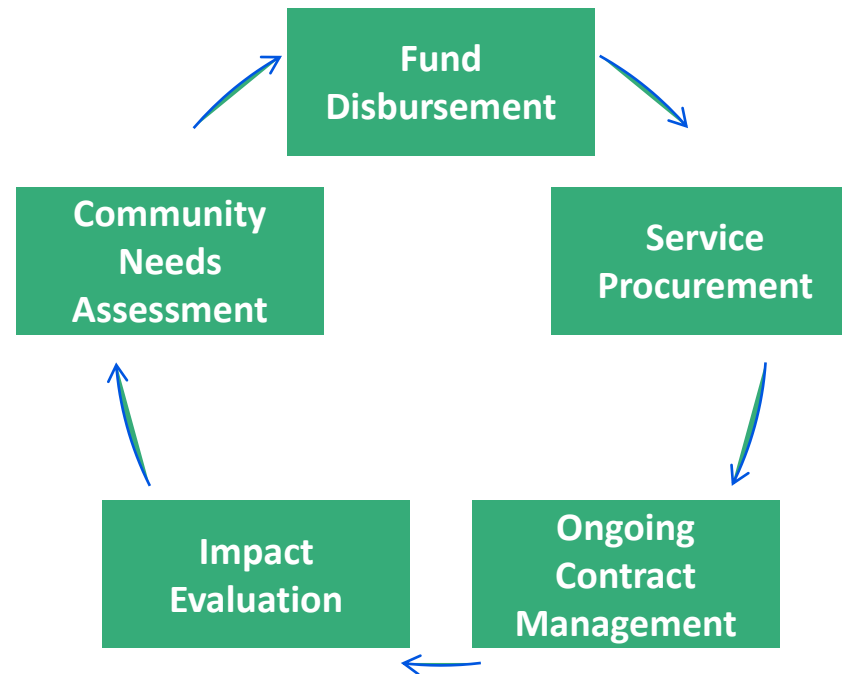 Fund
Disbursement
Service
Procurement
Ongoing
Contract
Management
Impact
Evaluation
Community
Needs
Assessment